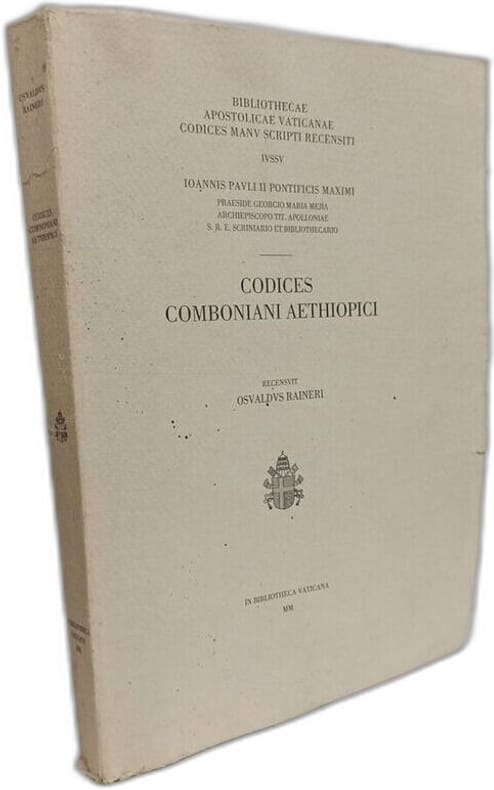 BIBLIOTHECAE
APOSTOLICAE VATICANAE
CODICES MANV SCRIPTI RECENSITI
IVSSV
IOANNIS PAVLI II PONTIFICIS MAXIMI
PRAESIDE GEORGIO MARIA MEJÍA
ARCHIEPISCOPO TIT. APOLLONIAE
S. R. E. SCRINIARIO ET BIBLIOTHECARIO
CODICES
COMBONIANI AETHIOPICI
RECENSVIT
OSVALDVS RAINERI
IN BIBLIOTHECA VATICANA
MM
OSVALDVS
RAINERI
CODICES
COMBONIANI
AETHIOPICI